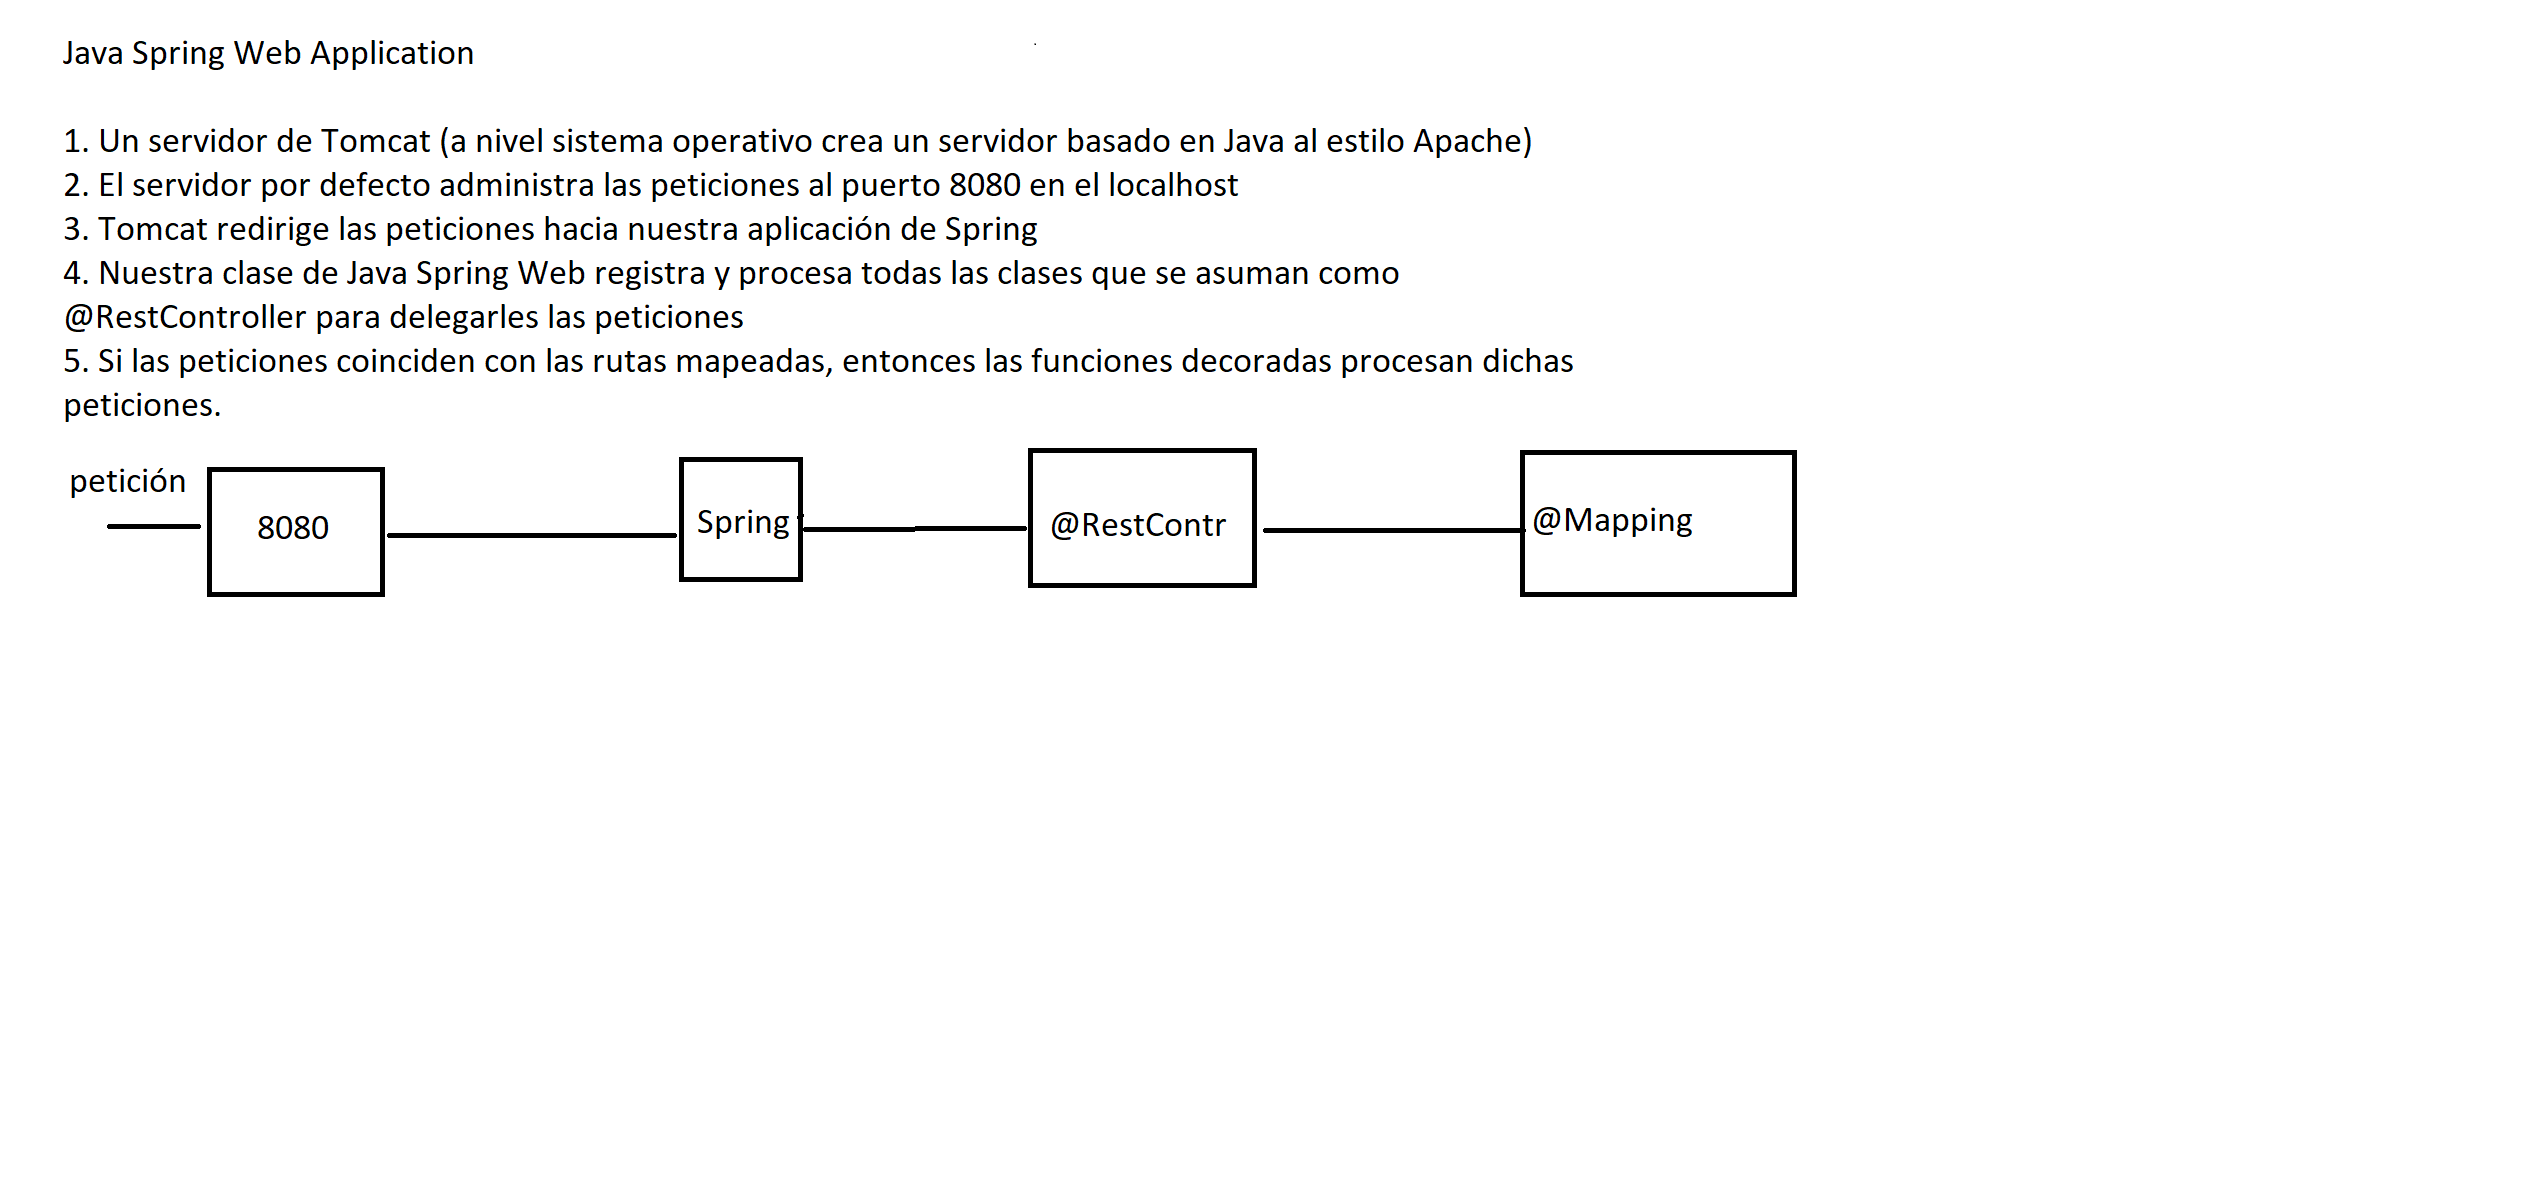 Java Spring Web Application
1. Un servidor de Tomcat (a nivel sistema operativo crea un servidor basado en Java al estilo Apache)
2. El servidor por defecto administra las peticiones al puerto 8080 en el localhost
3. Tomcat redirige las peticiones hacia nuestra aplicación de Spring
4. Nuestra clase de Java Spring Web registra y procesa todas las clases que se asuman como
@RestController para delegarles las peticiones
5. Si las peticiones coinciden con las rutas mapeadas, entonces las funciones decoradas procesan dichas
peticiones.
petición
8080
Spring
@RestContr
@Mapping